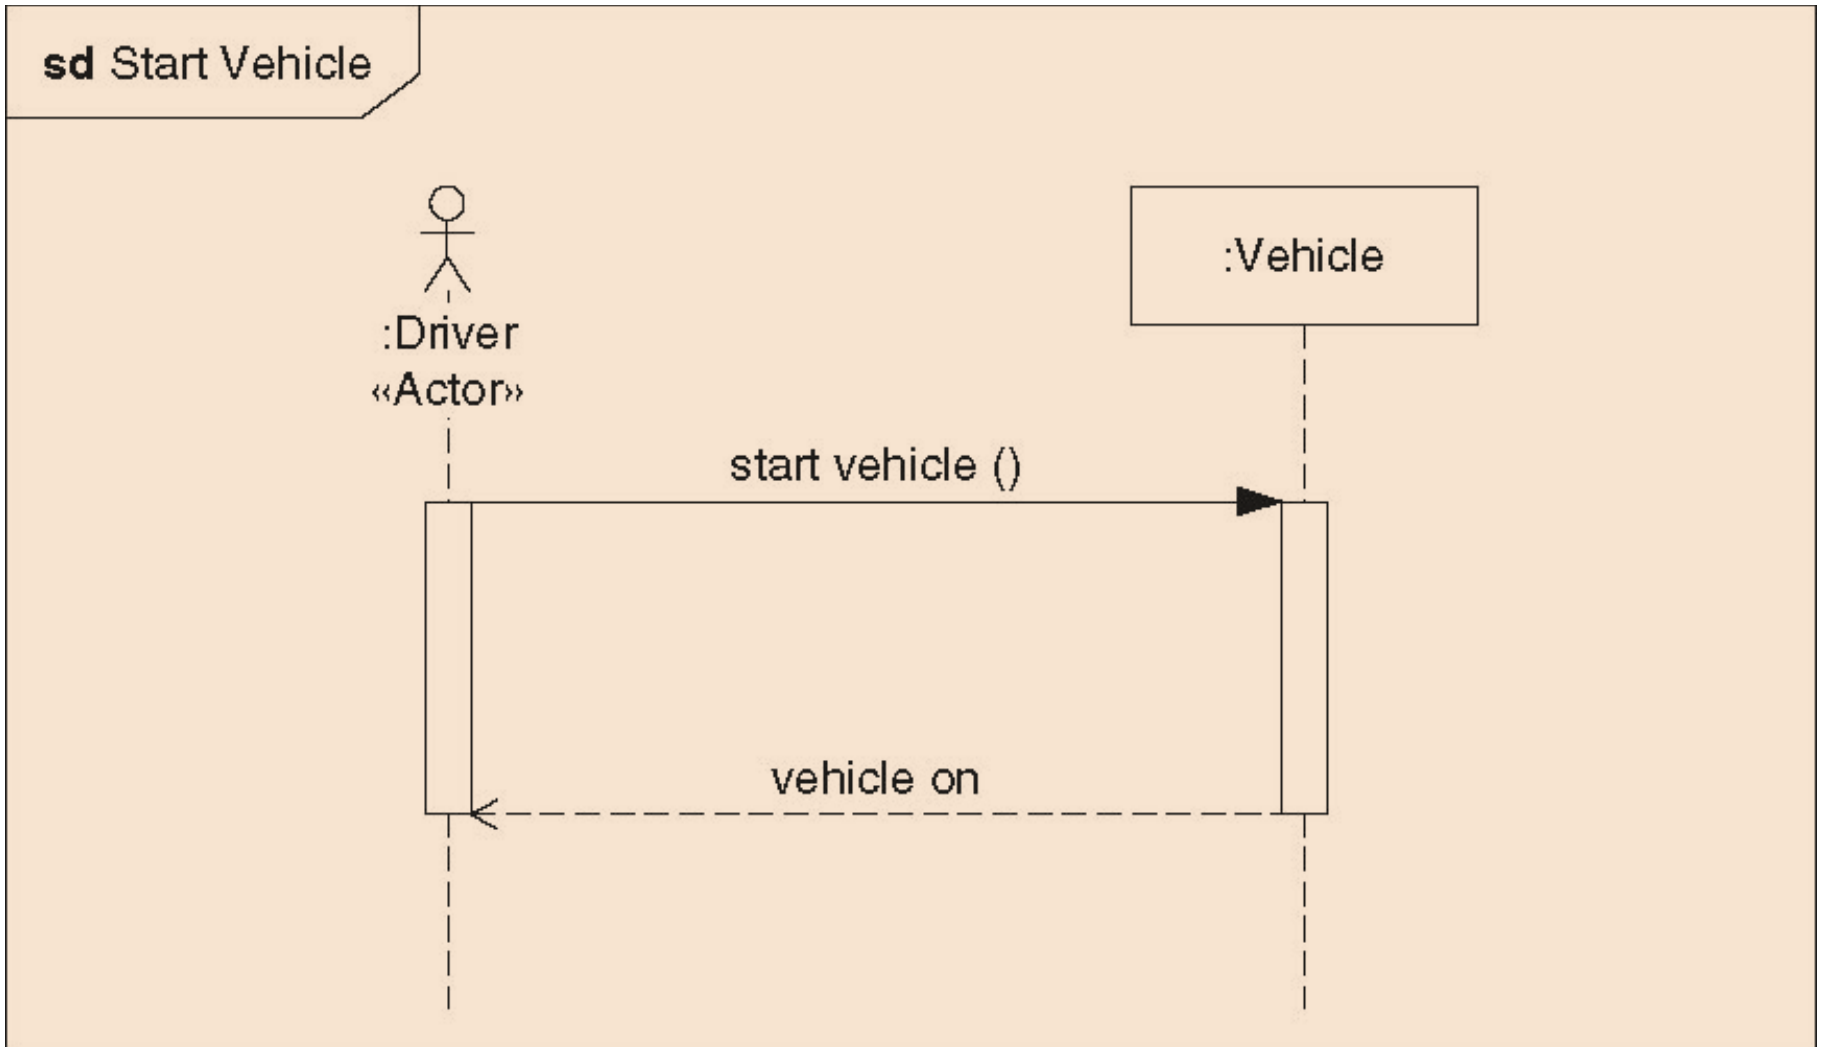 sd Start Vehicle
:Vehicle
:Driver
«Actor»
start vehicle ()
vehicle on